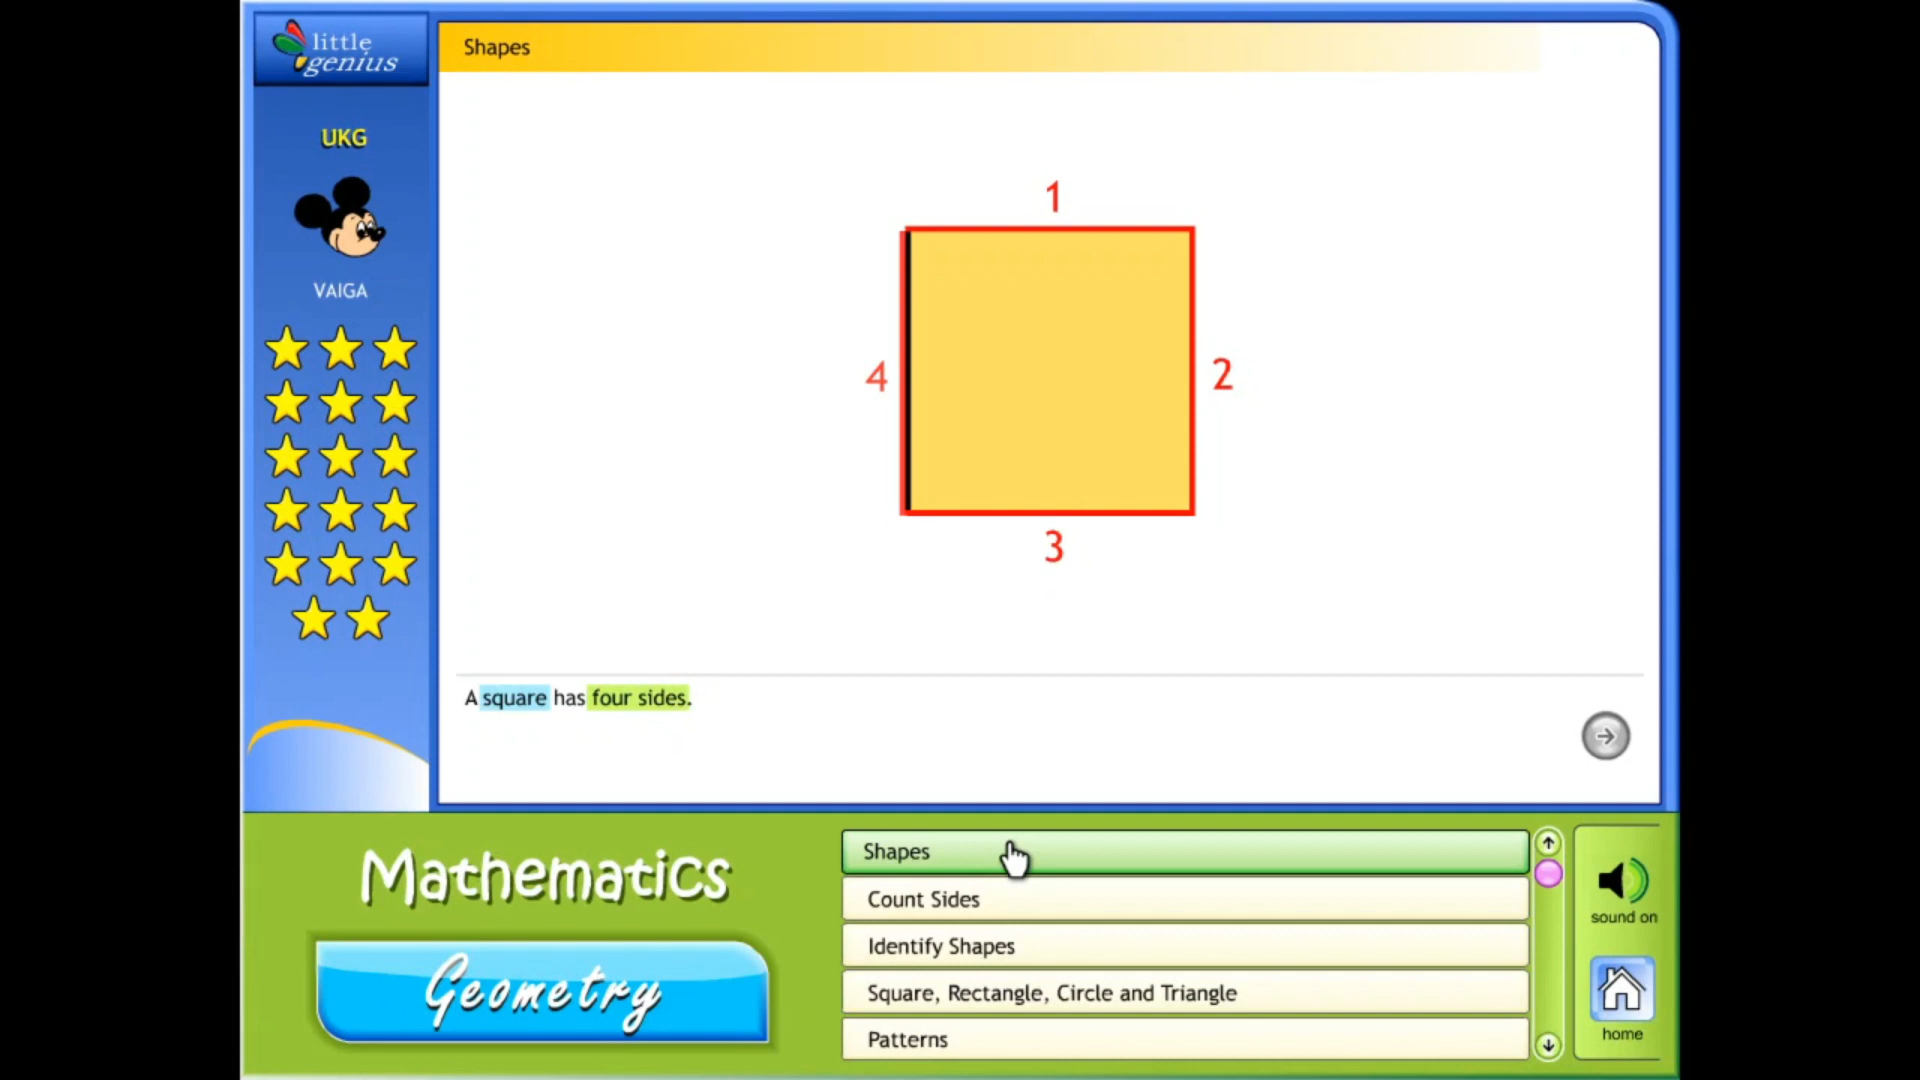 little
genius
UKG
VAIGA
Shapes
1
4
2
3
A square has four sides.
Mathematics
Geometry
Shapes
Count Sides
Identify Shapes
Square, Rectangle, Circle and Triangle
Patterns
sound on
home